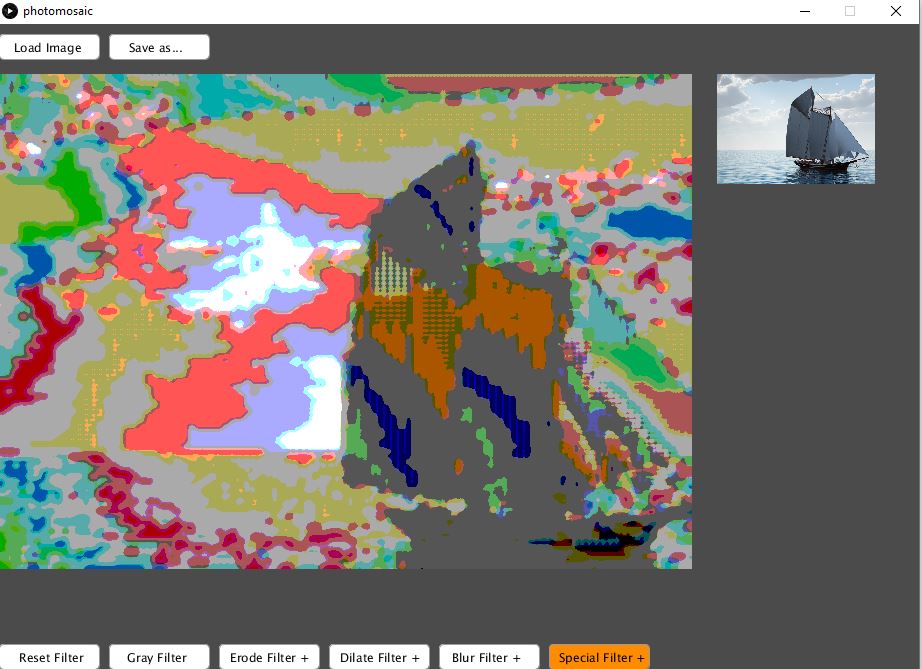 photomosaic
Load Image
Save as...
Reset Filter
Gray Filter
Erode Filter +
Dilate Filter +
Blur Filter +
Special Filter +